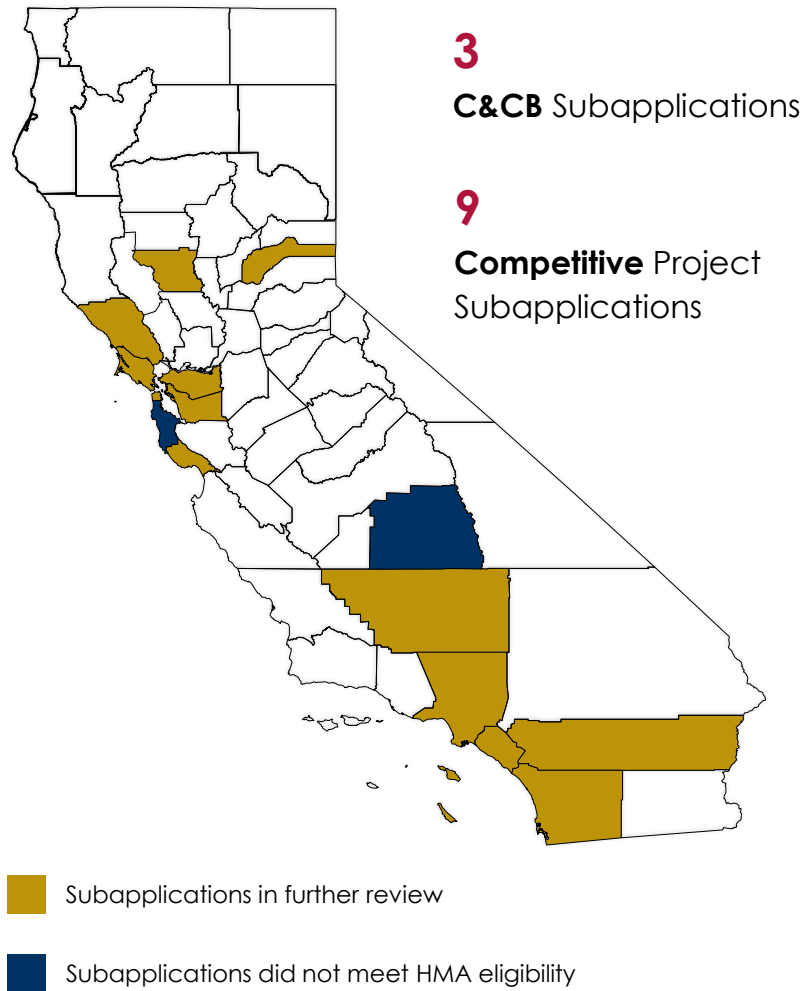 3
C&CB Subapplications
9
Competitive Project
Subapplications
Subapplications in further review
Subapplications did not meet HMA eligibility